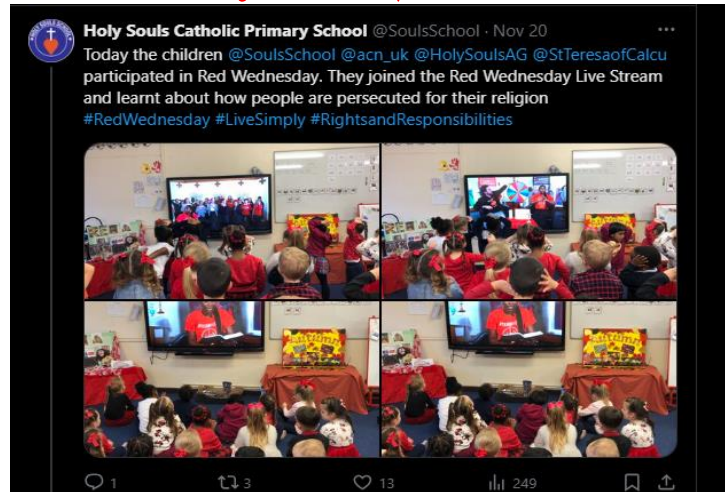 Holy Souls Catholic Primary School @SoulsSchool · Nov 20
Today the children @SoulsSchool @acn_uk @HolySoulsAG @StTeresaofCalcu
participated in Red Wednesday. They joined the Red Wednesday Live Stream
and learnt about how people are persecuted for their religion
#RedWednesday #LiveSimply #RightsandResponsibilities
autumn
autumn
1 3 13 249